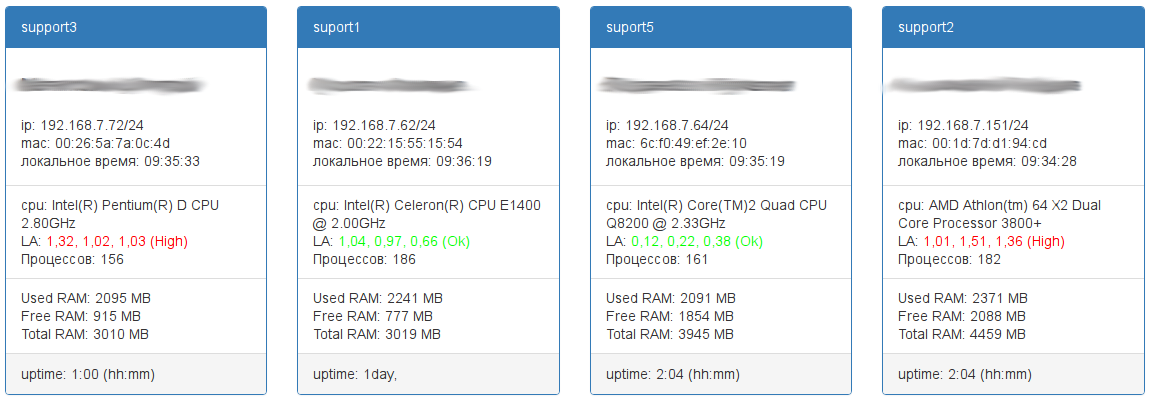 support3
ip: 192.168.7.72/24
mac: 00:26:5a:7a:0c:4d
локальное время: 09:35:33
cpu: Intel(R) Pentium(R) D CPU
2.80GHz
LA: 1,32, 1,02, 1,03 (High)
Процессов: 156
Used RAM: 2095 MB
Free RAM: 915 MB
Total RAM: 3010 MB
uptime: 1:00 (hh:mm)
suport1
ip: 192.168.7.62/24
mac: 00:22:15:55:15:54
локальное время: 09:36:19
cpu: Intel(R) Celeron(R) CPU E1400
@ 2.00GHz
LA: 1,04, 0,97, 0,66 (Ok)
Процессов: 186
Used RAM: 2241 MB
Free RAM: 777 MB
Total RAM: 3019 MB
uptime: 1day,
suport5
ip: 192.168.7.64/24
mac: 6c:f0:49:ef:2e:10
локальное время: 09:35:19
cpu: Intel(R) Core(TM)2 Quad CPU
Q8200 @ 2.33GHz
LA: 0,12, 0,22, 0,38 (Ok)
Процессов: 161
Used RAM: 2091 MB
Free RAM: 1854 MB
Total RAM: 3945 MB
uptime: 2:04 (hh:mm)
support2
ip: 192.168.7.151/24
mac: 00:1d:7d:d1:94:cd
локальное время: 09:34:28
cpu: AMD Athlon(tm) 64 X2 Dual
Core Processor 3800+
LA: 1,01, 1,51, 1,36 (High)
Процессов: 182
Used RAM: 2371 MB
Free RAM: 2088 MB
Total RAM: 4459 MB
uptime: 2:04 (hh:mm)